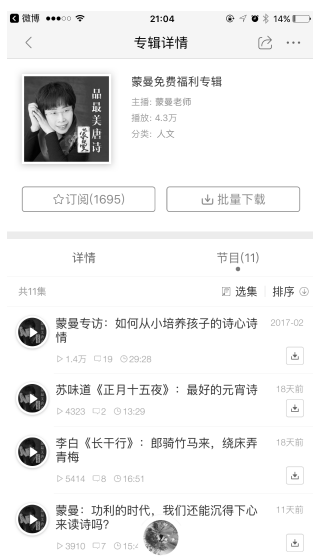 微博
21:04
14%
专辑详情
品最美唐诗
蒙曼
蒙曼免费福利专辑
主播: 蒙曼老师
播放: 4.3万
分类: 人文
订阅(1695)
批量下载
详情
节目(11)
共11集
选集
排序
蒙曼专访：如何从小培养孩子的诗心诗
情
2017-02
1.4万 19 29:28
苏味道《正月十五夜》：最好的元宵诗
18天前
4323 2 13:29
李白《长干行》：郎骑竹马来，绕床弄
青梅
18天前
5414 8 16:51
蒙曼：功利的时代，我们还能沉得下心
来读诗吗？
11天前
3910 7